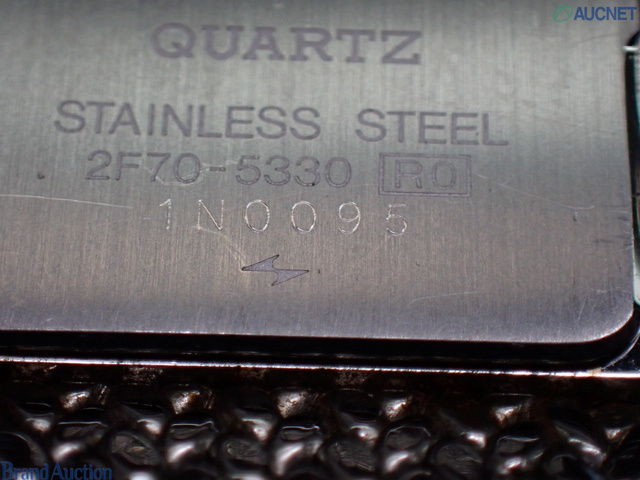 AUCNET
QUARTZ
STAINLESS STEEL
2F70-5330 R0
1N0095
Brand Auction